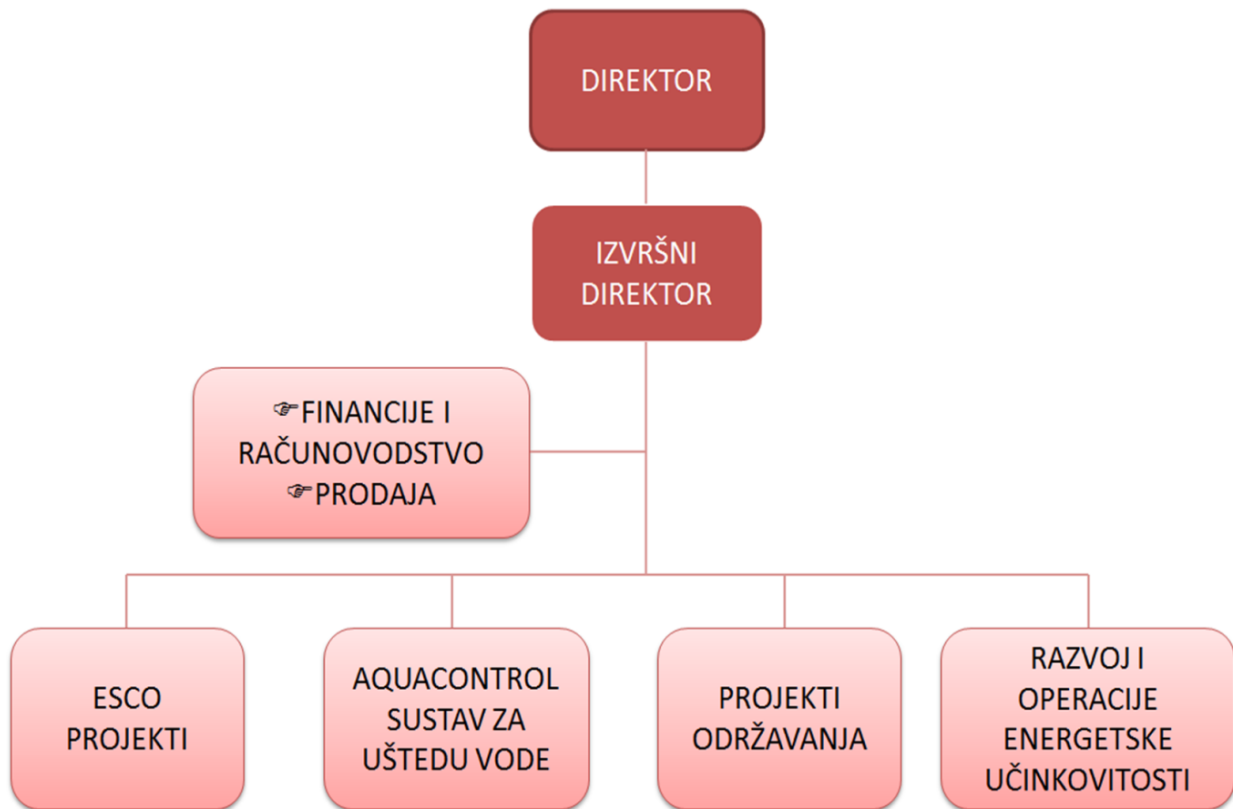 DIREKTOR
IZVRŠNI
DIREKTOR
☞FINANCIJE I
RAČUNOVODSTVO
☞PRODAJA
ESCO
PROJEKTI
AQUACONTROL
SUSTAV ZA
UŠTEDU VODE
PROJEKTI
ODRŽAVANJA
RAZVOJ I
OPERACIJE
ENERGETSKE
UČINKOVITOSTI